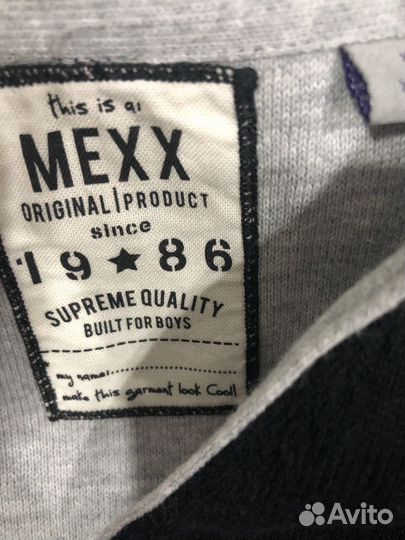 this is a:
MEXX
ORIGINAL|PRODUCT
since
19★86
SUPREME QUALITY
BUILT FOR BOYS
my name:..................
make this garment look Cool!
Avito